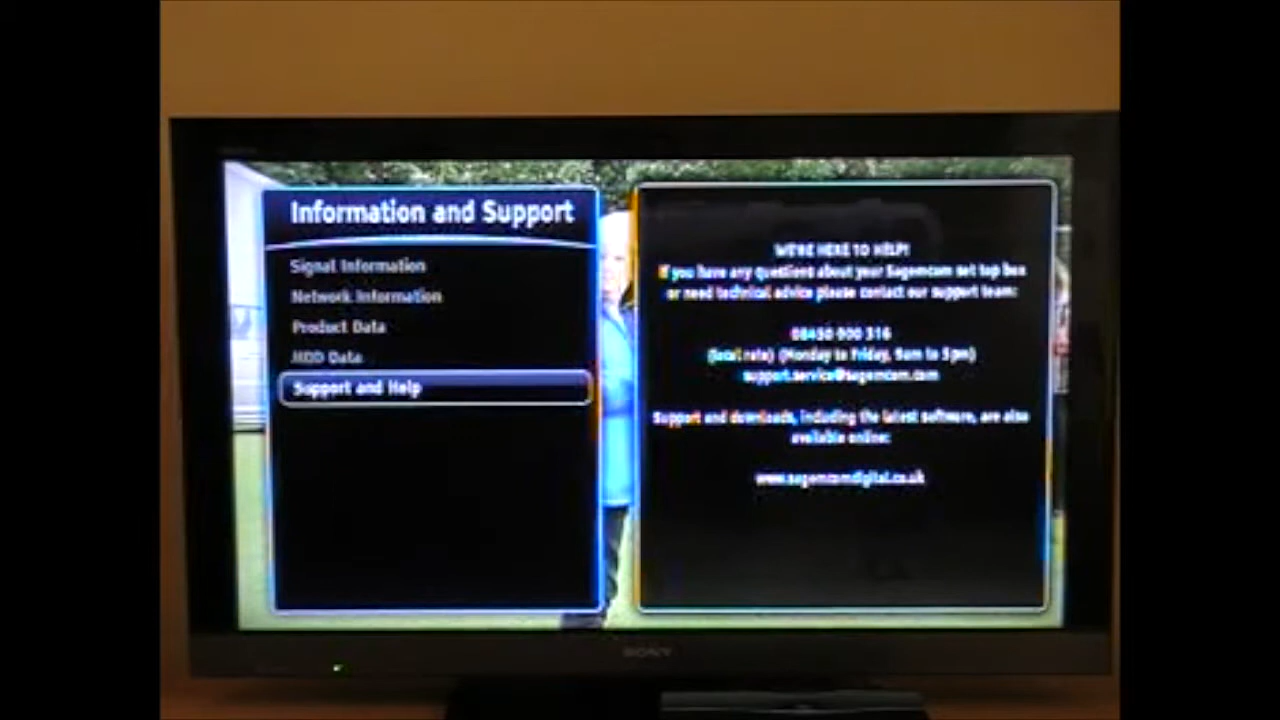 Information and Support
Signal Information
Network Information
Product Data
HDD Data
Support and Help
WE'RE HERE TO HELP!
If you have any questions about your Sagemcom set top box
or need technical advice please contact our support team:
08450 900 316
(local rate) (Monday to Friday, 9am to 5pm)
support.service@sagemcom.com
Support and downloads, including the latest software, are also
available online:
www.sagemcomdigital.co.uk
SONY